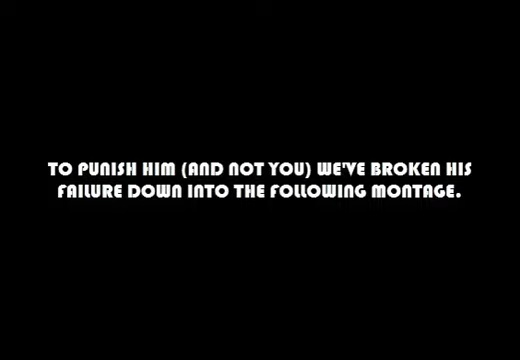 TO PUNISH HIM (AND NOT YOU) WE'VE BROKEN HIS
FAILURE DOWN INTO THE FOLLOWING MONTAGE.